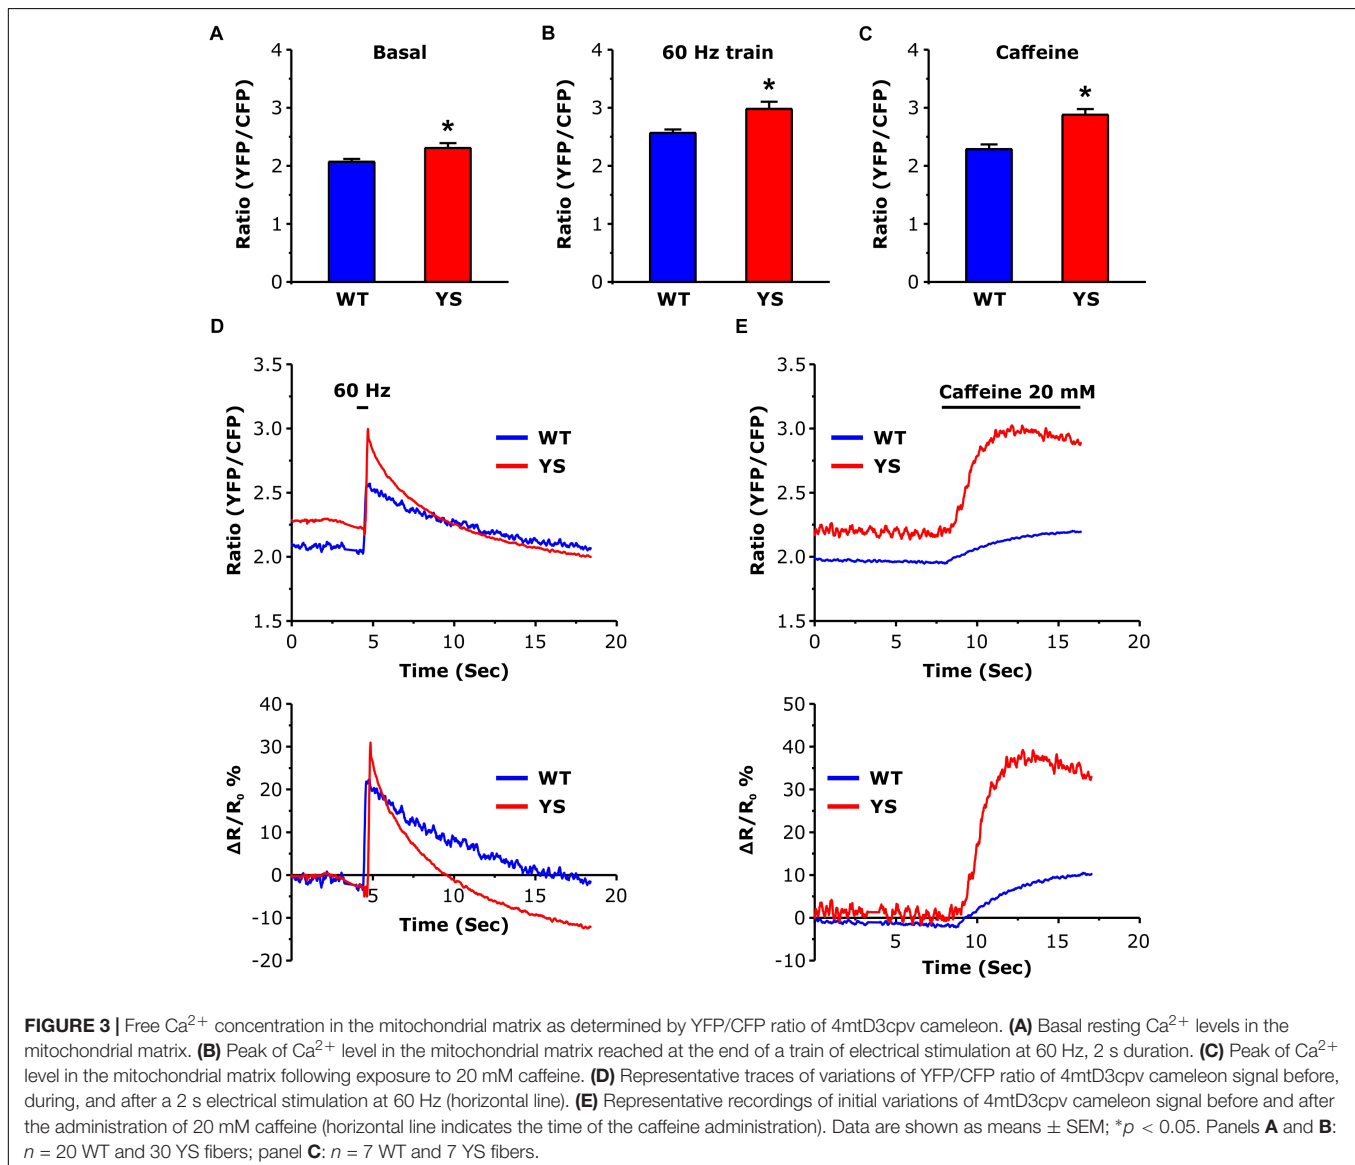 A
Basal
4
3
2
1
0
Ratio (YFP/CFP)
*
WT
YS
B
60 Hz train
4
3
2
1
0
Ratio (YFP/CFP)
*
WT
YS
C
Caffeine
4
3
2
1
0
Ratio (YFP/CFP)
*
WT
YS
D
3.5
3.0
2.5
2.0
1.5
Ratio (YFP/CFP)
60 Hz
WT
YS
0
5
10
15
20
Time (Sec)
40
30
20
10
0
-10
-20
ΔR/R₀ %
WT
YS
5
10
15
20
Time (Sec)
E
3.5
3.0
2.5
2.0
1.5
Ratio (YFP/CFP)
Caffeine 20 mM
WT
YS
0
5
10
15
20
Time (Sec)
50
40
30
20
10
0
-10
ΔR/R₀ %
WT
YS
5
10
15
20
Time (Sec)
FIGURE 3 | Free Ca²⁺ concentration in the mitochondrial matrix as determined by YFP/CFP ratio of 4mtD3cpv cameleon. (A) Basal resting Ca²⁺ levels in the
mitochondrial matrix. (B) Peak of Ca²⁺ level in the mitochondrial matrix reached at the end of a train of electrical stimulation at 60 Hz, 2 s duration. (C) Peak of Ca²⁺
level in the mitochondrial matrix following exposure to 20 mM caffeine. (D) Representative traces of variations of YFP/CFP ratio of 4mtD3cpv cameleon signal before,
during, and after a 2 s electrical stimulation at 60 Hz (horizontal line). (E) Representative recordings of initial variations of 4mtD3cpv cameleon signal before and after
the administration of 20 mM caffeine (horizontal line indicates the time of the caffeine administration). Data are shown as means ± SEM; *p < 0.05. Panels A and B:
n = 20 WT and 30 YS fibers; panel C: n = 7 WT and 7 YS fibers.